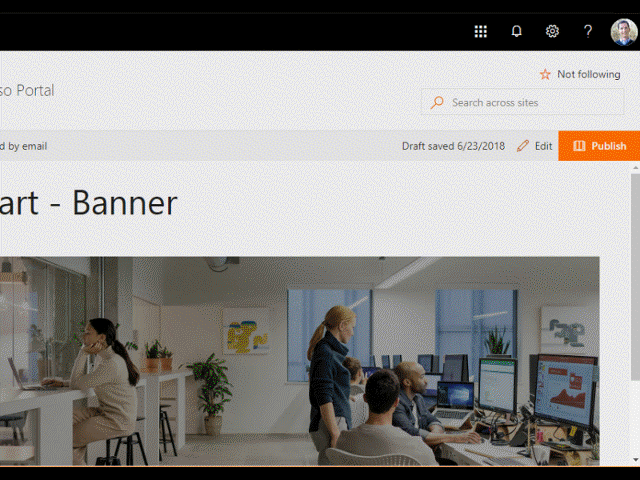 so Portal
Not following
Search across sites
d by email
Draft saved 6/23/2018 Edit Publish
art - Banner